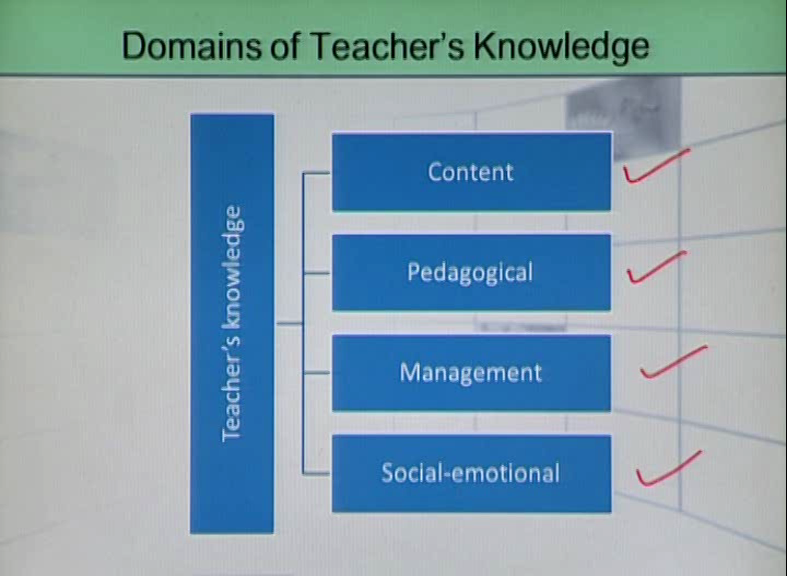 Domains of Teacher's Knowledge
Teacher's knowledge
Content
Pedagogical
Management
Social-emotional